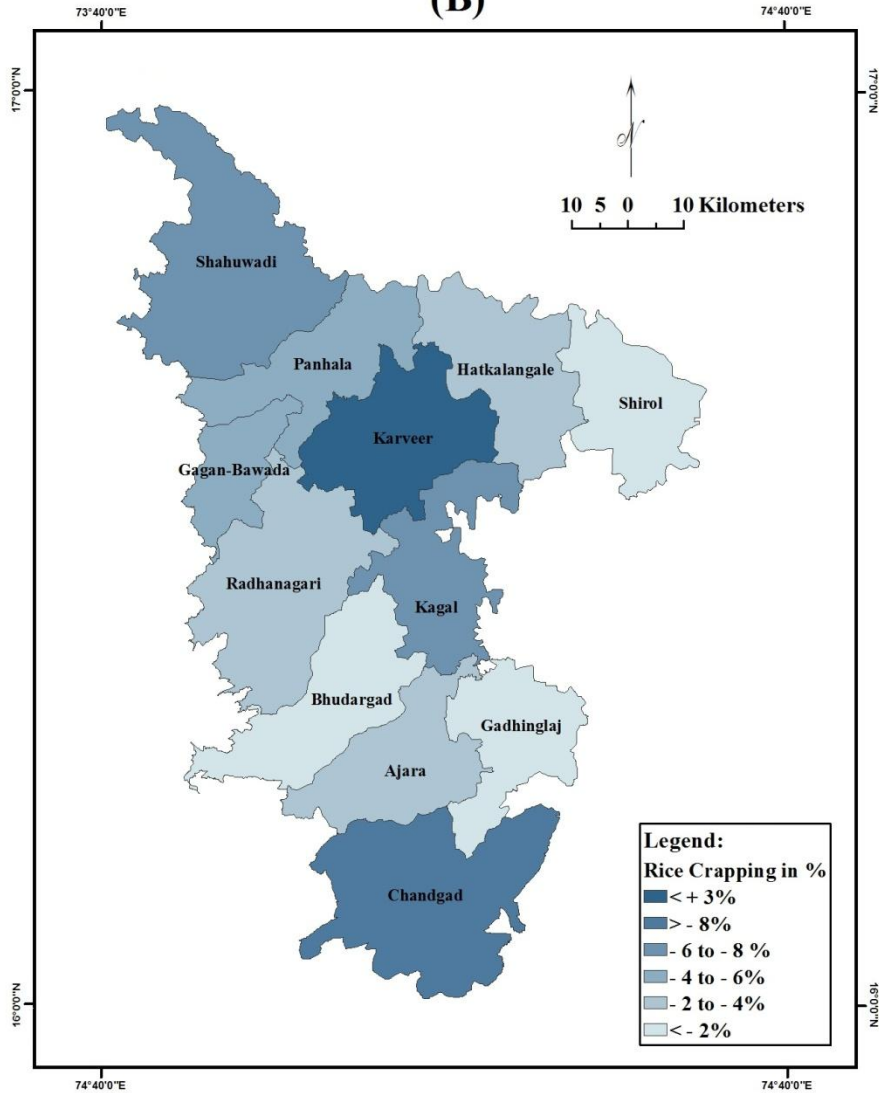 (B)
73°40'0"E 74°40'0"E
17°0'0"N 17°0'0"N
N
10 5 0 10 Kilometers
Shahuwadi
Panhala
Hatkalangale
Shirol
Karveer
Gagan-Bawada
Radhanagari
Kagal
Bhudargad
Gadhinglaj
Ajara
Chandgad
Legend:
Rice Crapping in %
< + 3%
> - 8%
- 6 to - 8 %
- 4 to - 6%
- 2 to - 4%
< - 2%
16°0'0"N 16°0'0"N
74°40'0"E 74°40'0"E